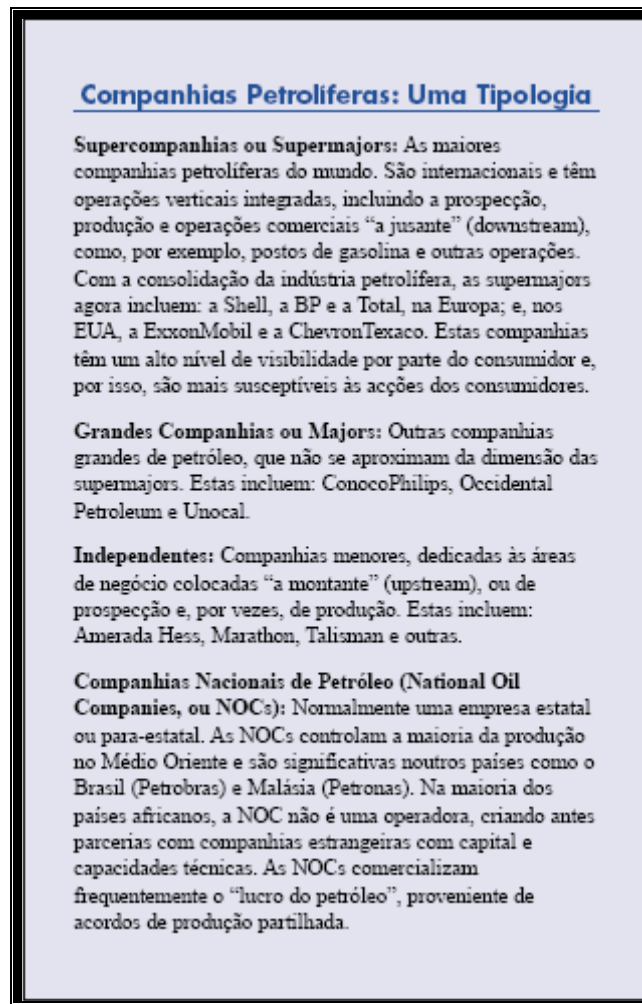 Companhias Petrolíferas: Uma Tipologia
Supercompanhias ou Supermajors: As maiores
companhias petrolíferas do mundo. São internacionais e têm
operações verticais integradas, incluindo a prospecção,
produção e operações comerciais “a jusante” (downstream),
como, por exemplo, postos de gasolina e outras operações.
Com a consolidação da indústria petrolífera, as supermajors
agora incluem: a Shell, a BP e a Total, na Europa; e, nos
EUA, a ExxonMobil e a ChevronTexaco. Estas companhias
têm um alto nível de visibilidade por parte do consumidor e,
por isso, são mais susceptíveis às acções dos consumidores.
Grandes Companhias ou Majors: Outras companhias
grandes de petróleo, que não se aproximam da dimensão das
supermajors. Estas incluem: ConocoPhilips, Occidental
Petroleum e Unocal.
Independentes: Companhias menores, dedicadas às áreas
de negócio colocadas “a montante” (upstream), ou de
prospecção e, por vezes, de produção. Estas incluem:
Amerada Hess, Marathon, Talisman e outras.
Companhias Nacionais de Petróleo (National Oil
Companies, ou NOCs): Normalmente uma empresa estatal
ou para-estatal. As NOCs controlam a maioria da produção
no Médio Oriente e são significativas noutros países como o
Brasil (Petrobras) e Malásia (Petronas). Na maioria dos
países africanos, a NOC não é uma operadora, criando antes
parcerias com companhias estrangeiras com capital e
capacidades técnicas. As NOCs comercializam
frequentemente o “lucro do petróleo”, proveniente de
acordos de produção partilhada.